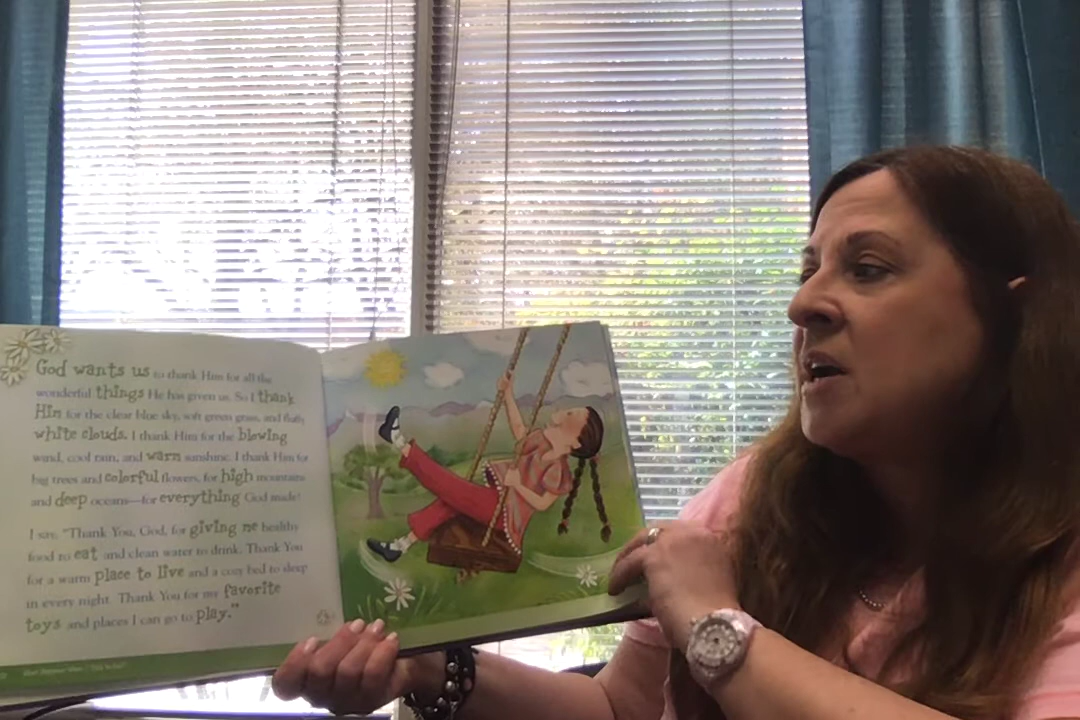 God wants us to thank Him for all the
wonderful things He has given us. So I thank
Him for the clear blue sky, soft green grass, and fluffy
white clouds. I thank Him for the blowing
wind, cool rain, and warm sunshine. I thank Him for
big trees and colorful flowers, for high mountains
and deep oceans—for everything God made!
I say, "Thank You, God, for giving me healthy
food to eat and clean water to drink. Thank You
for a warm place to live and a cozy bed to sleep
in every night. Thank You for my favorite
toys and places I can go to play."